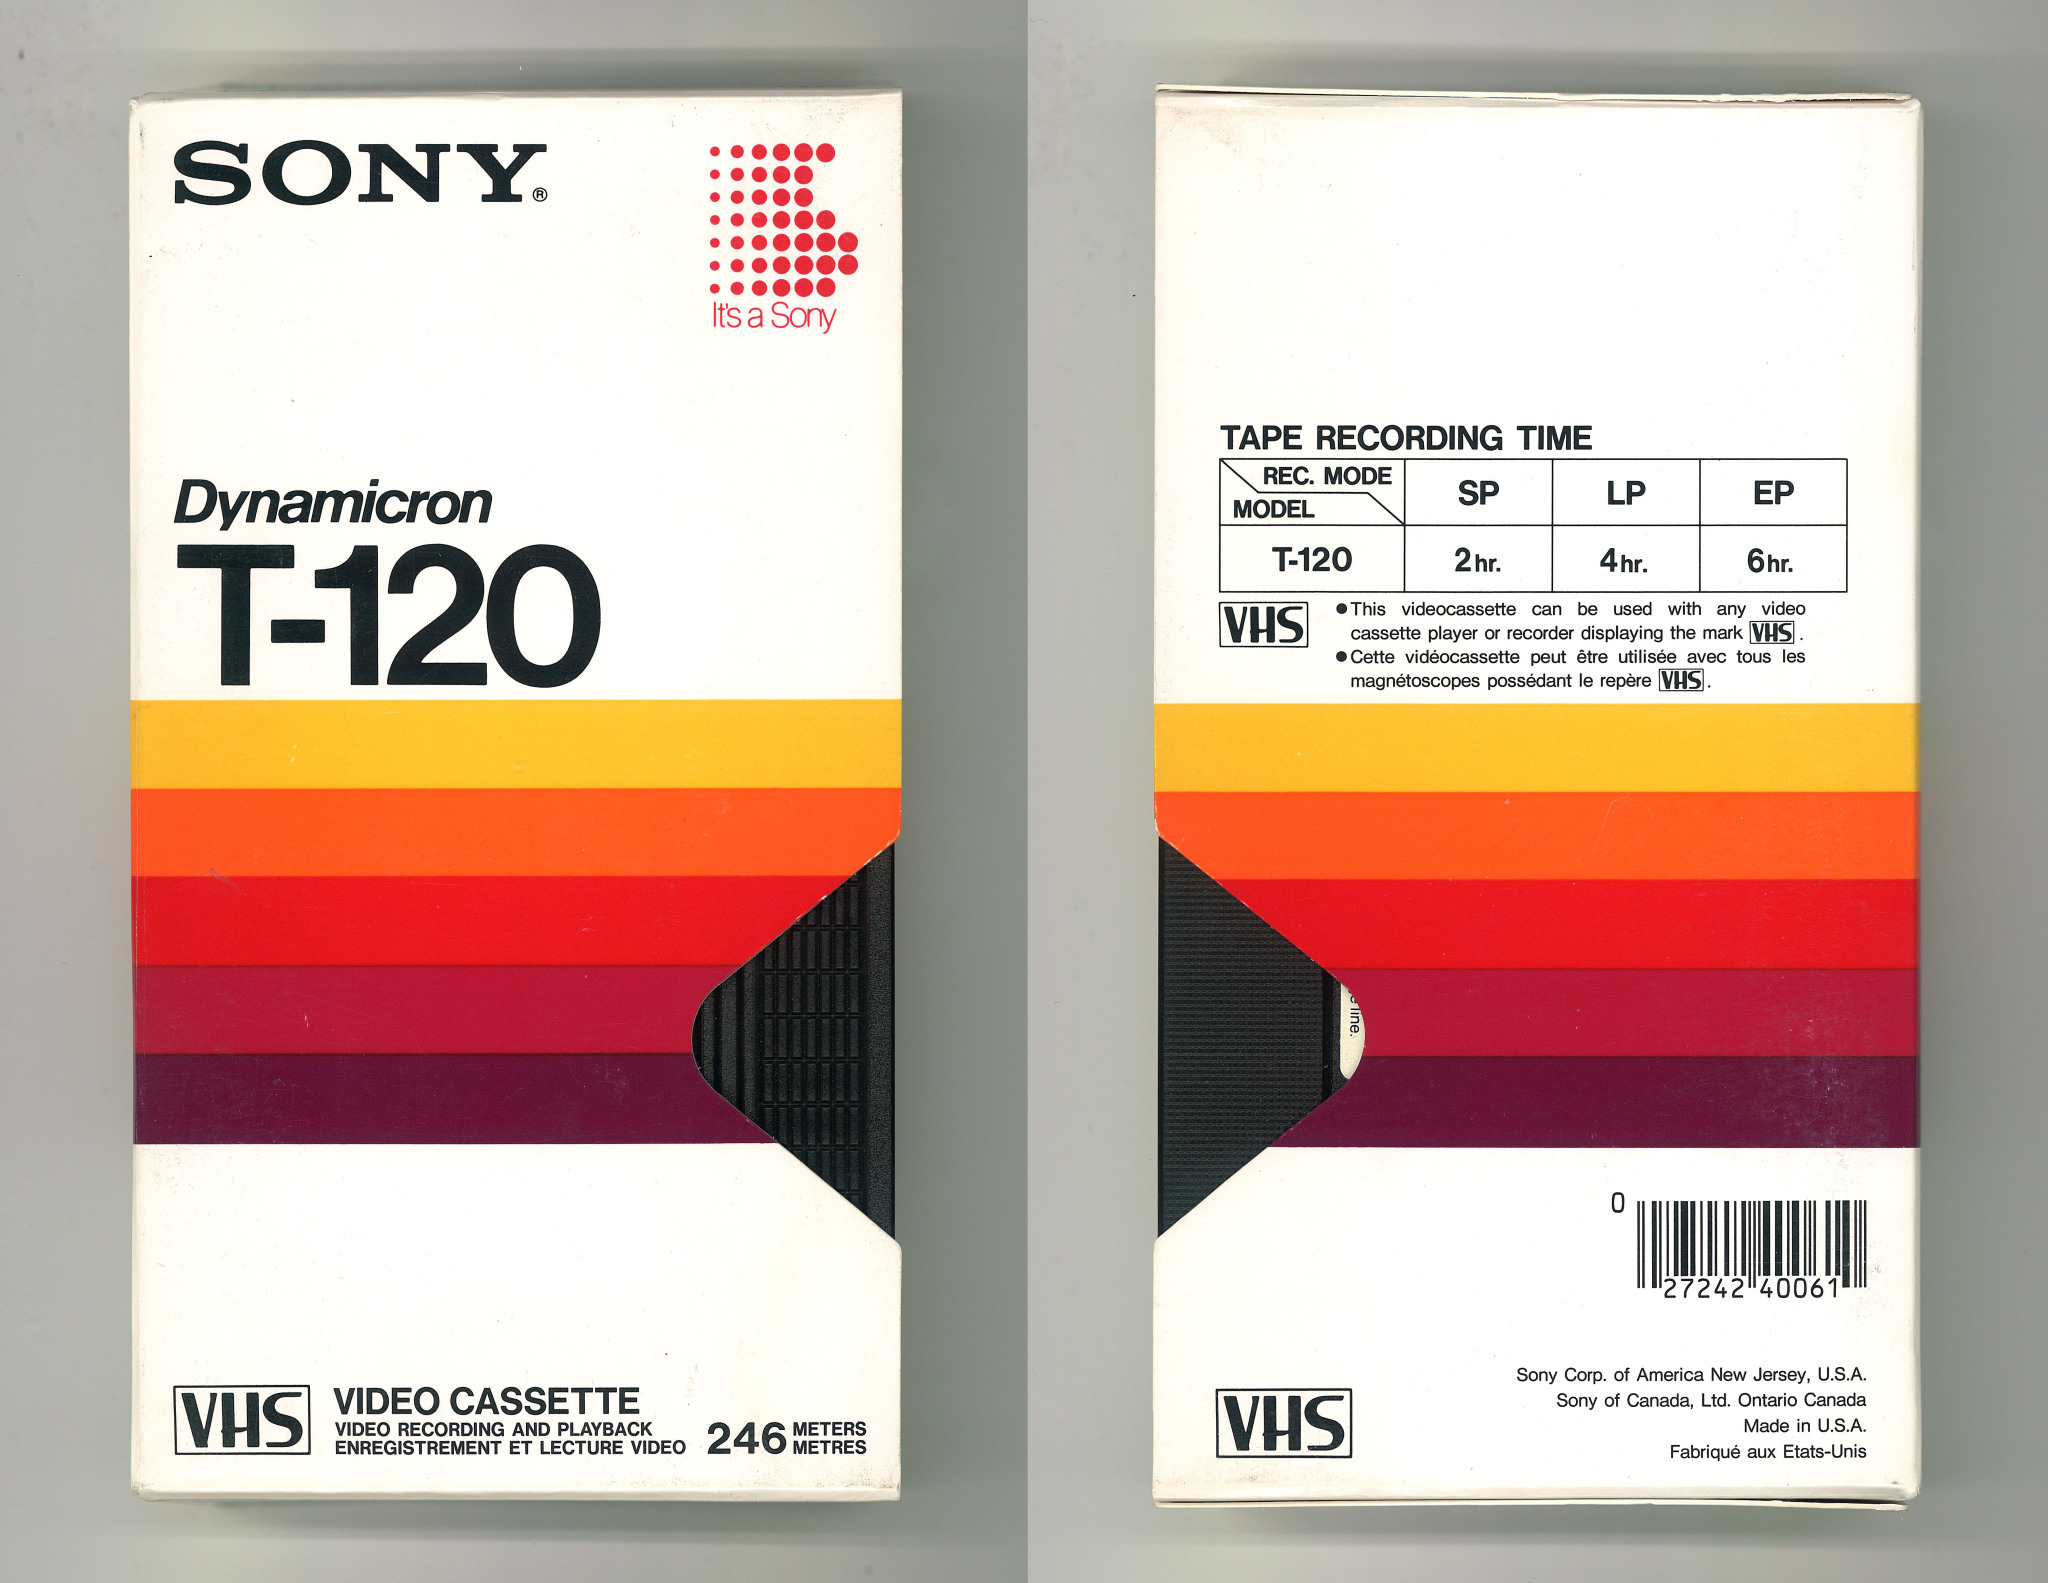 SONY®
It's a Sony
Dynamicron
T-120
VHS
VIDEO CASSETTE
VIDEO RECORDING AND PLAYBACK
ENREGISTREMENT ET LECTURE VIDEO
246 METERS
METRES
TAPE RECORDING TIME
REC. MODE
MODEL
SP LP EP
T-120 2hr. 4hr. 6hr.
VHS
●This videocassette can be used with any video
cassette player or recorder displaying the mark VHS.
●Cette vidéocassette peut être utilisée avec tous les
magnétoscopes possédant le repère VHS.
line.
0
27242 40061
Sony Corp. of America New Jersey, U.S.A.
Sony of Canada, Ltd. Ontario Canada
Made in U.S.A.
Fabriqué aux Etats-Unis
VHS